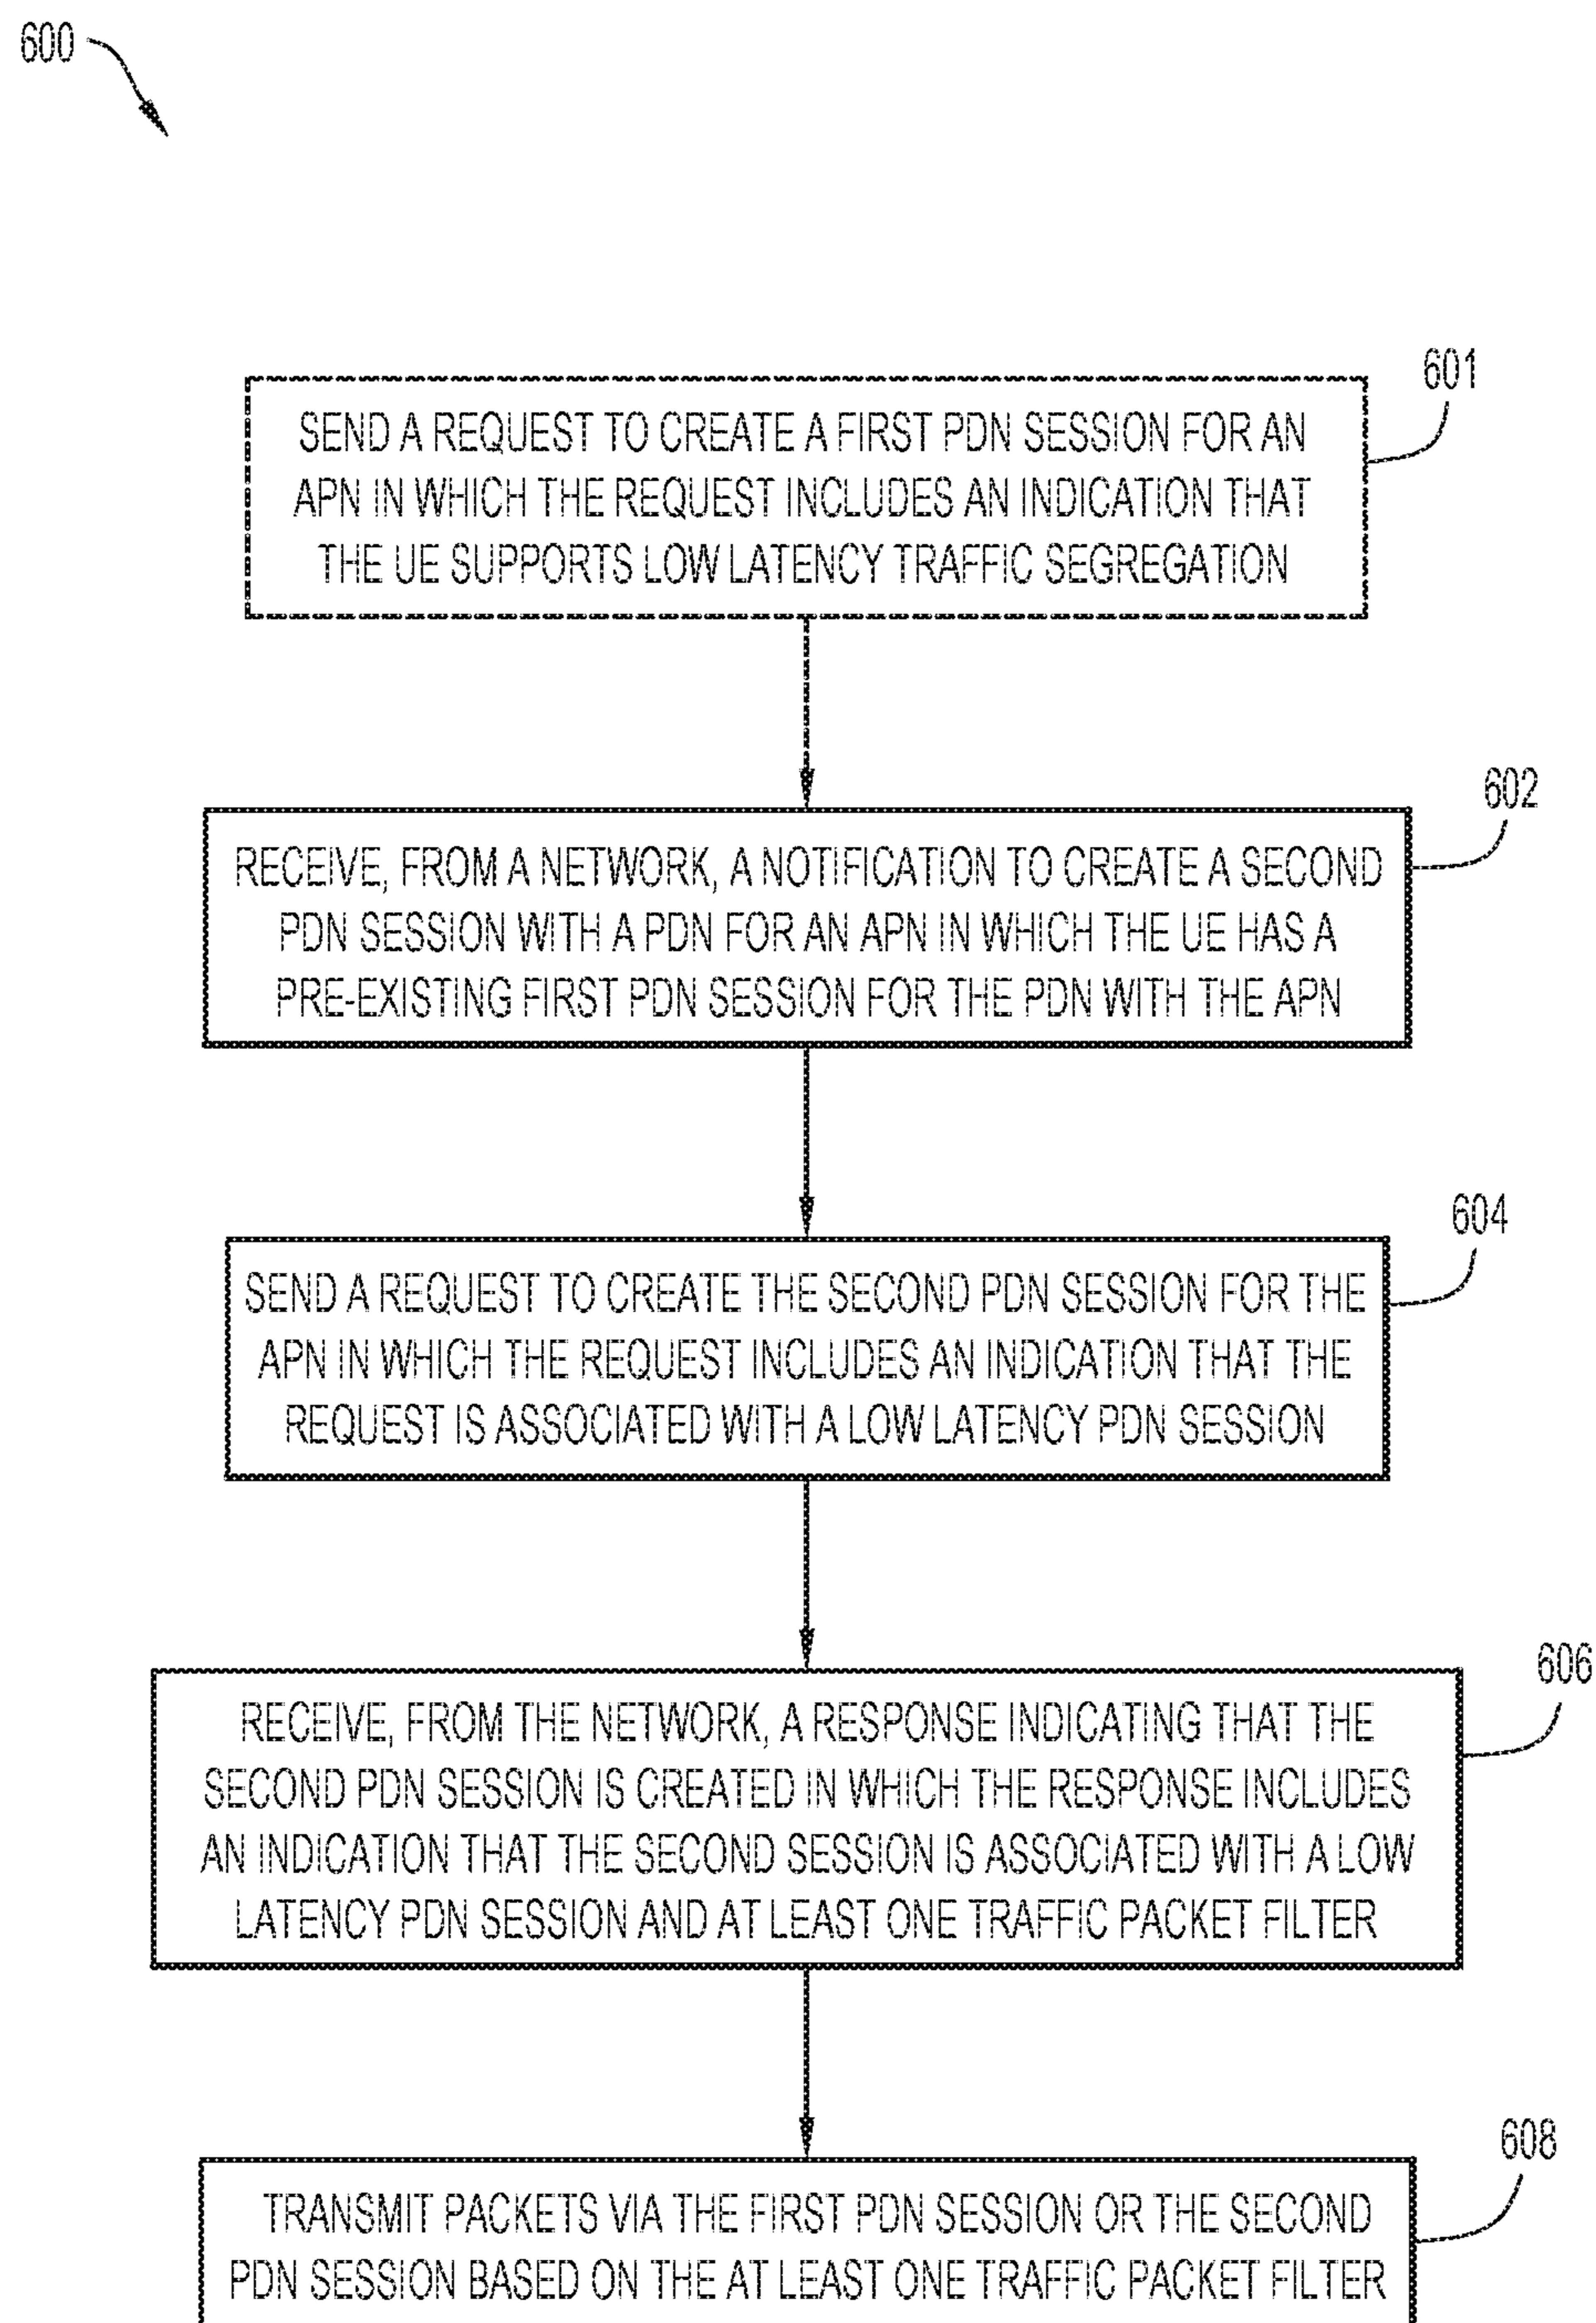 600
601
SEND A REQUEST TO CREATE A FIRST PDN SESSION FOR AN
APN IN WHICH THE REQUEST INCLUDES AN INDICATION THAT
THE UE SUPPORTS LOW LATENCY TRAFFIC SEGREGATION
602
RECEIVE, FROM A NETWORK, A NOTIFICATION TO CREATE A SECOND
PDN SESSION WITH A PDN FOR AN APN IN WHICH THE UE HAS A
PRE-EXISTING FIRST PDN SESSION FOR THE PDN WITH THE APN
604
SEND A REQUEST TO CREATE THE SECOND PDN SESSION FOR THE
APN IN WHICH THE REQUEST INCLUDES AN INDICATION THAT THE
REQUEST IS ASSOCIATED WITH A LOW LATENCY PDN SESSION
606
RECEIVE, FROM THE NETWORK, A RESPONSE INDICATING THAT THE
SECOND PDN SESSION IS CREATED IN WHICH THE RESPONSE INCLUDES
AN INDICATION THAT THE SECOND SESSION IS ASSOCIATED WITH A LOW
LATENCY PDN SESSION AND AT LEAST ONE TRAFFIC PACKET FILTER
608
TRANSMIT PACKETS VIA THE FIRST PDN SESSION OR THE SECOND
PDN SESSION BASED ON THE AT LEAST ONE TRAFFIC PACKET FILTER